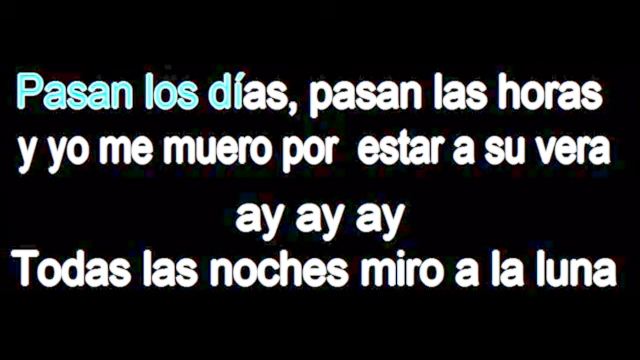 Pasan los días, pasan las horas
y yo me muero por estar a su vera
ay ay ay
Todas las noches miro a la luna